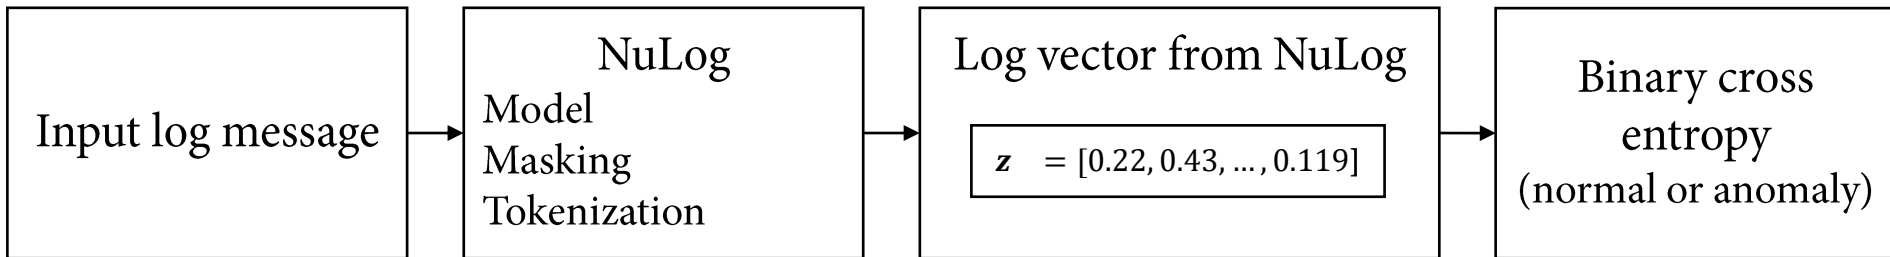 Input log message
NuLog
Model
Masking
Tokenization
Log vector from NuLog
z = [0.22, 0.43, ... , 0.119]
Binary cross
entropy
(normal or anomaly)